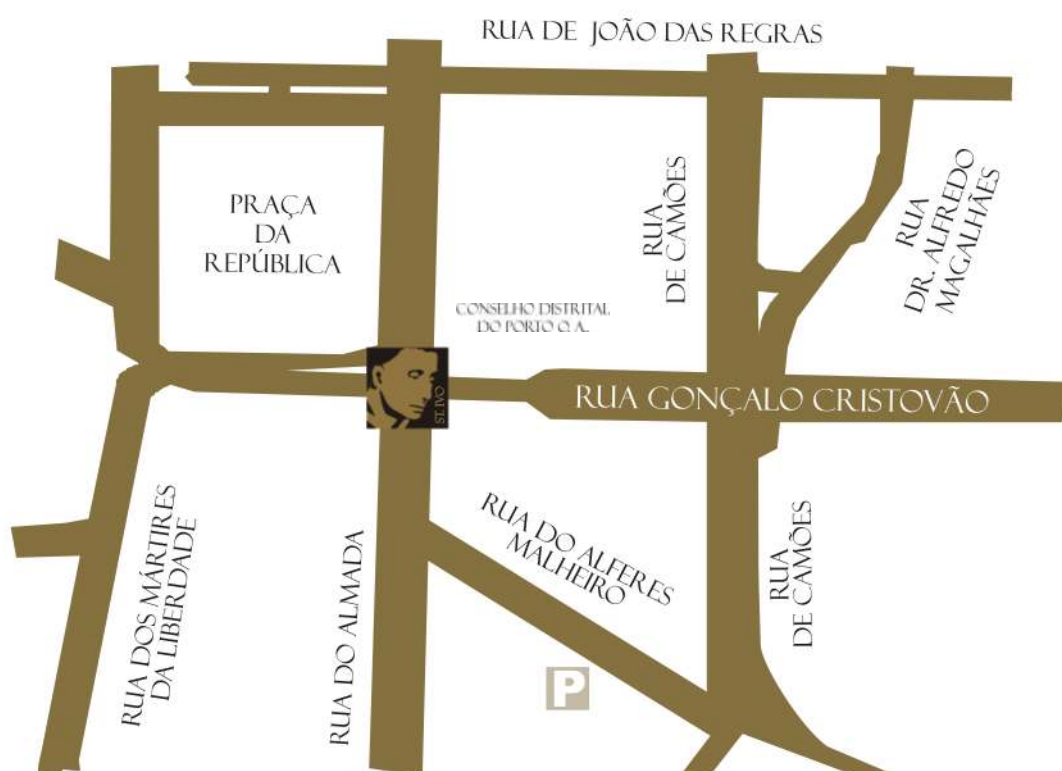 RUA DE JOÃO DAS REGRAS
PRAÇA
DA
REPÚBLICA
RUA
DE CAMÕES
RUA
DR. ALFREDO
MAGALHÃES
CONSELHO DISTRITAL
DO PORTO O. A.
ST. IVO
RUA GONÇALO CRISTOVÃO
RUA DOS MÁRTIRES
DA LIBERDADE
RUA DO ALMADA
RUA DO ALFERES
MALHEIRO
RUA
DE CAMÕES
P